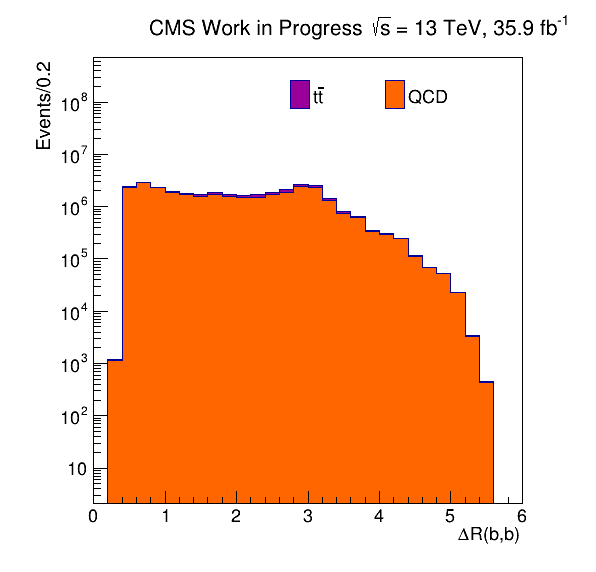 CMS Work in Progress √s = 13 TeV, 35.9 fb⁻¹
Events/0.2
tt̄
QCD
10⁸
10⁷
10⁶
10⁵
10⁴
10³
10²
10
0 1 2 3 4 5 6
ΔR(b,b)